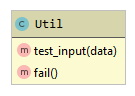 C Util
m test_input(data)
m fail()